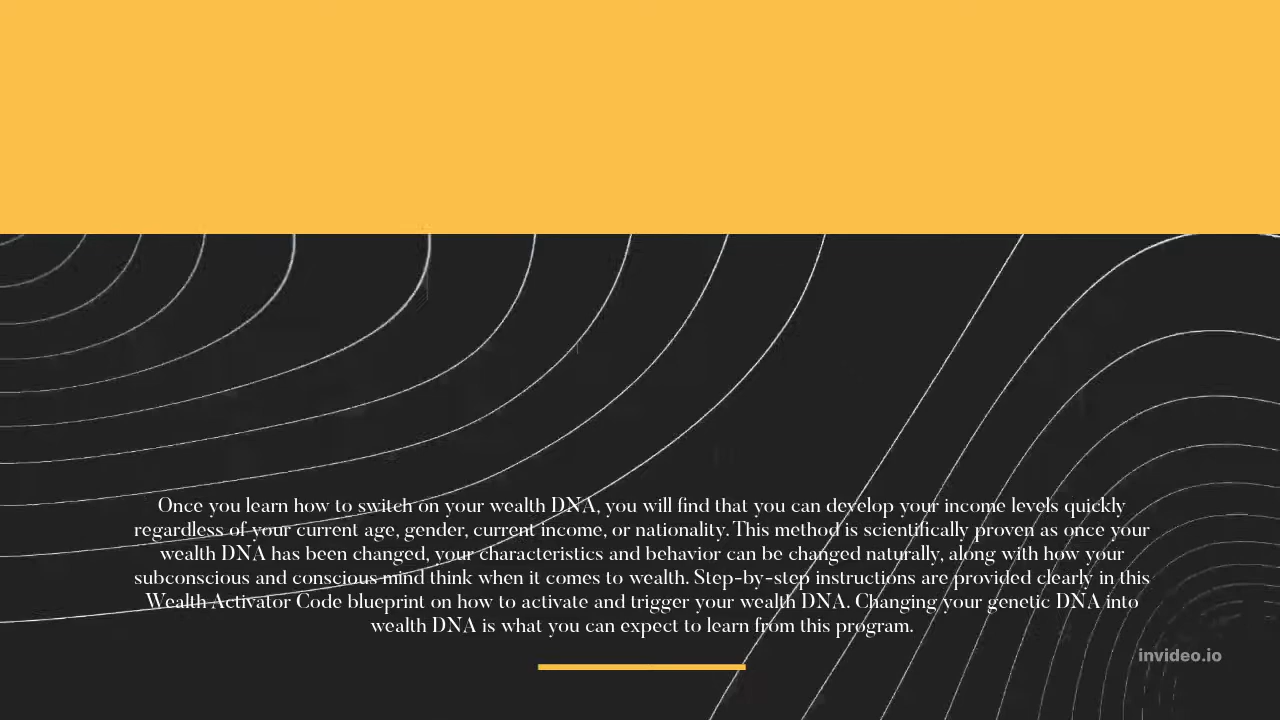 Once you learn how to switch on your wealth DNA, you will find that you can develop your income levels quickly
regardless of your current age, gender, current income, or nationality. This method is scientifically proven as once your
wealth DNA has been changed, your characteristics and behavior can be changed naturally, along with how your
subconscious and conscious mind think when it comes to wealth. Step-by-step instructions are provided clearly in this
Wealth Activator Code blueprint on how to activate and trigger your wealth DNA. Changing your genetic DNA into
wealth DNA is what you can expect to learn from this program.
invideo.io